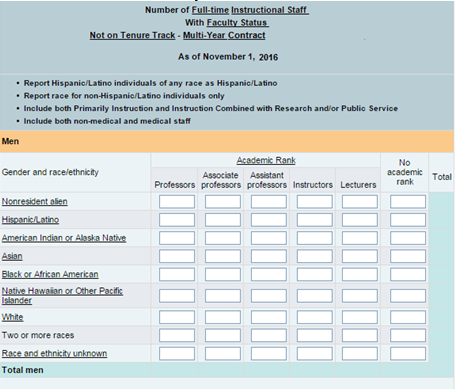 Number of Full-time Instructional Staff
With Faculty Status
Not on Tenure Track - Multi-Year Contract
As of November 1, 2016
• Report Hispanic/Latino individuals of any race as Hispanic/Latino
• Report race for non-Hispanic/Latino individuals only
• Include both Primarily Instruction and Instruction Combined with Research and/or Public Service
• Include both non-medical and medical staff
Men
Gender and race/ethnicity
Academic Rank
No academic rank
Total
Professors
Associate professors
Assistant professors
Instructors
Lecturers
Nonresident alien
Hispanic/Latino
American Indian or Alaska Native
Asian
Black or African American
Native Hawaiian or Other Pacific
Islander
White
Two or more races
Race and ethnicity unknown
Total men